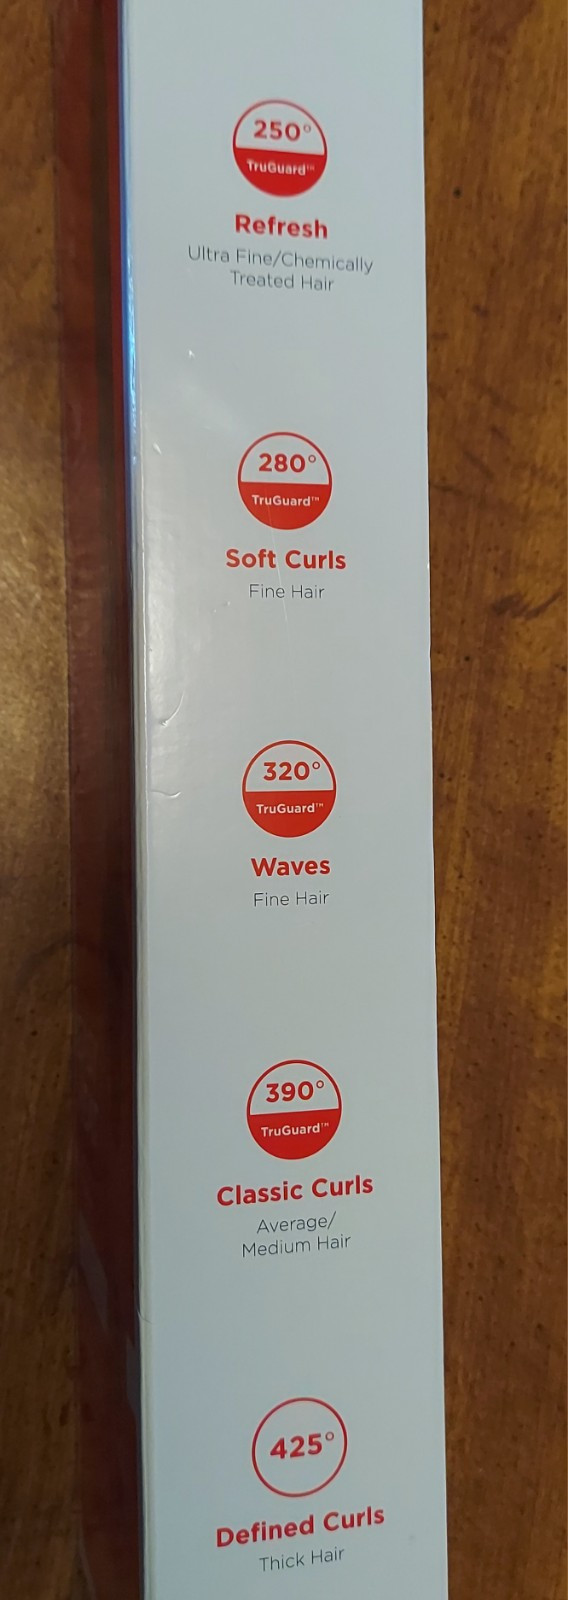 250°
TruGuard™
Refresh
Ultra Fine/Chemically
Treated Hair
280°
TruGuard™
Soft Curls
Fine Hair
320°
TruGuard™
Waves
Fine Hair
390°
TruGuard™
Classic Curls
Average/
Medium Hair
425°
Defined Curls
Thick Hair